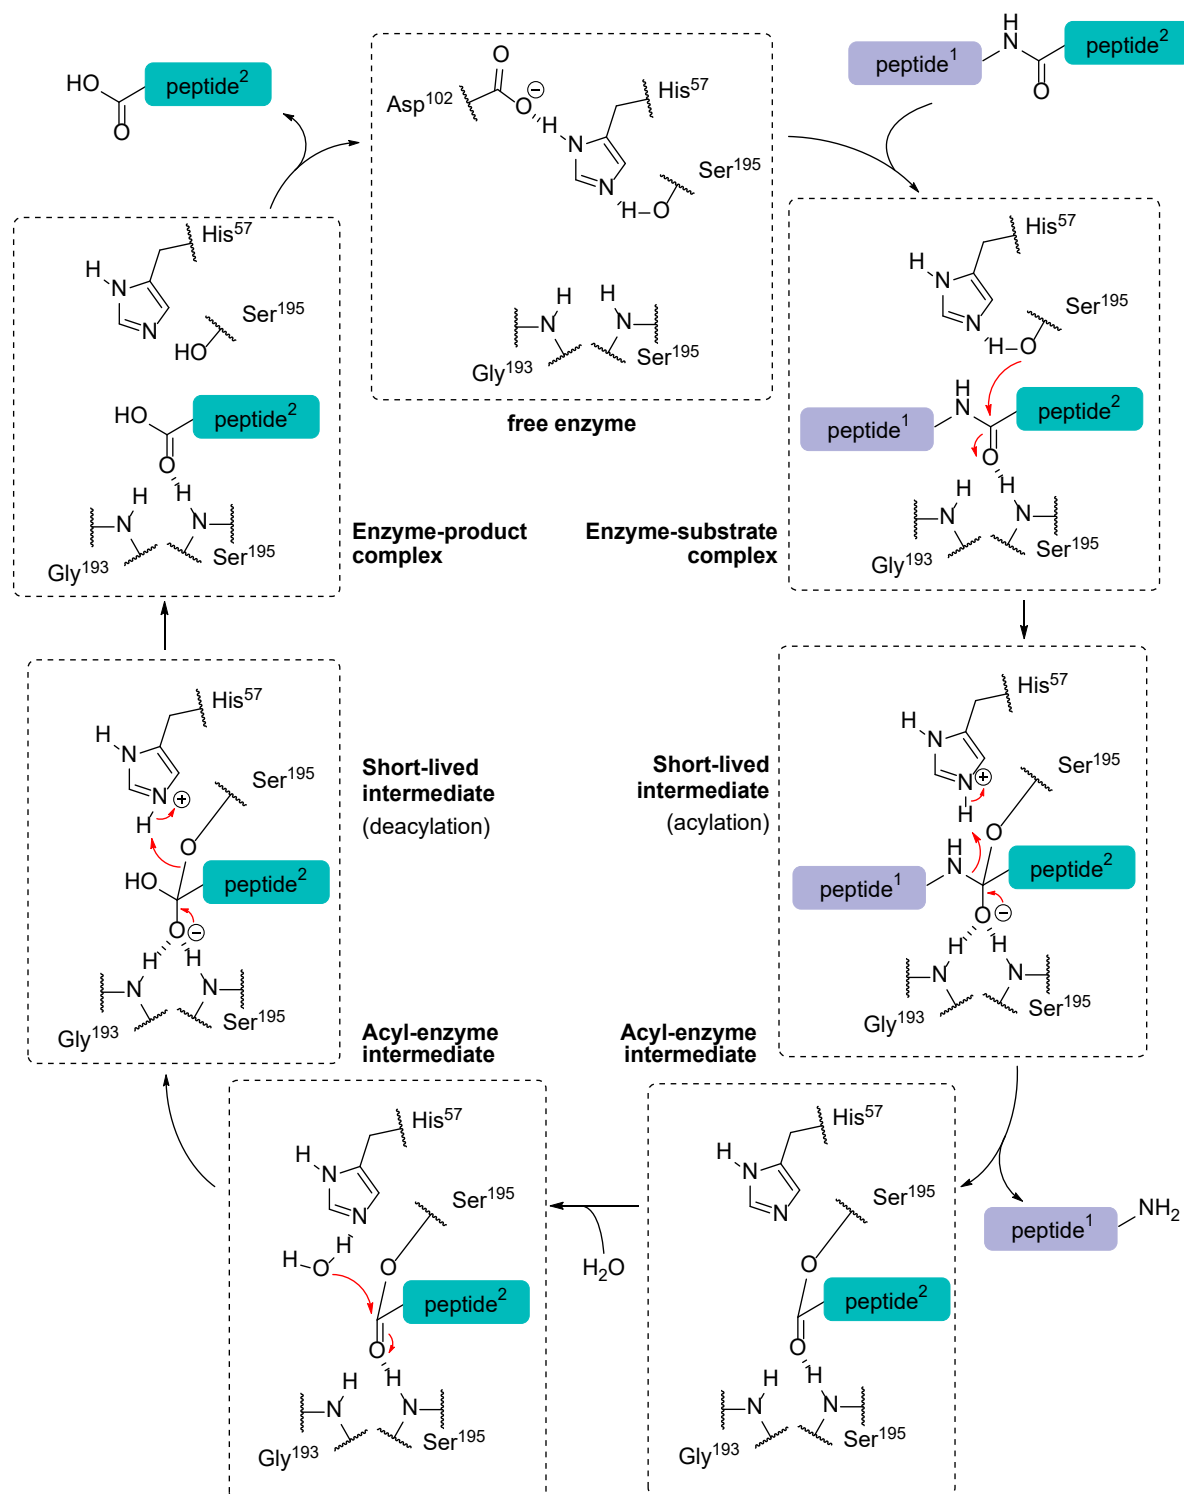 HO
O
peptide²
Asp¹⁰²
O
O
−
H
N
N
His⁵⁷
H
O
Ser¹⁹⁵
H
N
Gly¹⁹³
H
N
Ser¹⁹⁵
free enzyme
peptide¹
H
N
O
peptide²
His⁵⁷
H
N
N
Ser¹⁹⁵
H
O
peptide¹
H
N
O
peptide²
H
N
H
N
Gly¹⁹³
Ser¹⁹⁵
Enzyme-substrate
complex
His⁵⁷
H
N
N
+
H
Ser¹⁹⁵
O
peptide¹
H
N
peptide²
O
−
H
H
N
N
Gly¹⁹³
Ser¹⁹⁵
Short-lived
intermediate
(acylation)
peptide¹
NH₂
Acyl-enzyme
intermediate
His⁵⁷
H
N
N
Ser¹⁹⁵
O
peptide²
O
H
H
N
N
Gly¹⁹³
Ser¹⁹⁵
H₂O
Acyl-enzyme
intermediate
His⁵⁷
H
N
N
Ser¹⁹⁵
H
H
O
O
peptide²
O
H
H
N
N
Gly¹⁹³
Ser¹⁹⁵
Short-lived
intermediate
(deacylation)
His⁵⁷
H
N
N
+
H
Ser¹⁹⁵
O
HO
peptide²
O
−
H
H
N
N
Gly¹⁹³
Ser¹⁹⁵
Enzyme-product
complex
His⁵⁷
H
N
N
Ser¹⁹⁵
HO
HO
peptide²
O
H
H
N
N
Gly¹⁹³
Ser¹⁹⁵